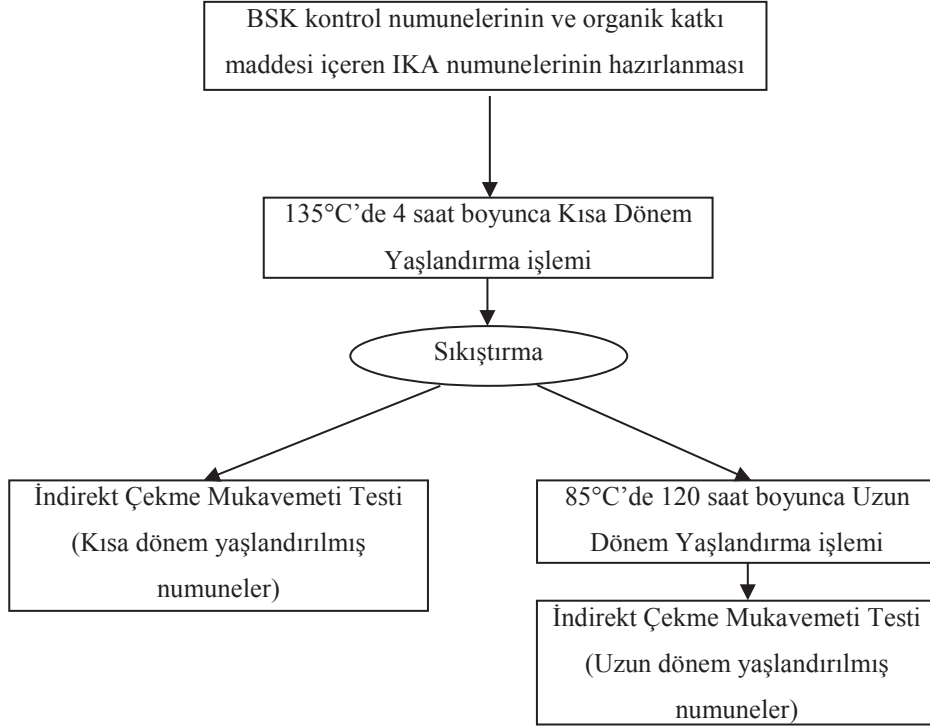 BSK kontrol numunelerinin ve organik katkı
maddesi içeren IKA numunelerinin hazırlanması
135°C’de 4 saat boyunca Kısa Dönem
Yaşlandırma işlemi
Sıkıştırma
İndirekt Çekme Mukavemeti Testi
(Kısa dönem yaşlandırılmış
numuneler)
85°C’de 120 saat boyunca Uzun
Dönem Yaşlandırma işlemi
İndirekt Çekme Mukavemeti Testi
(Uzun dönem yaşlandırılmış
numuneler)